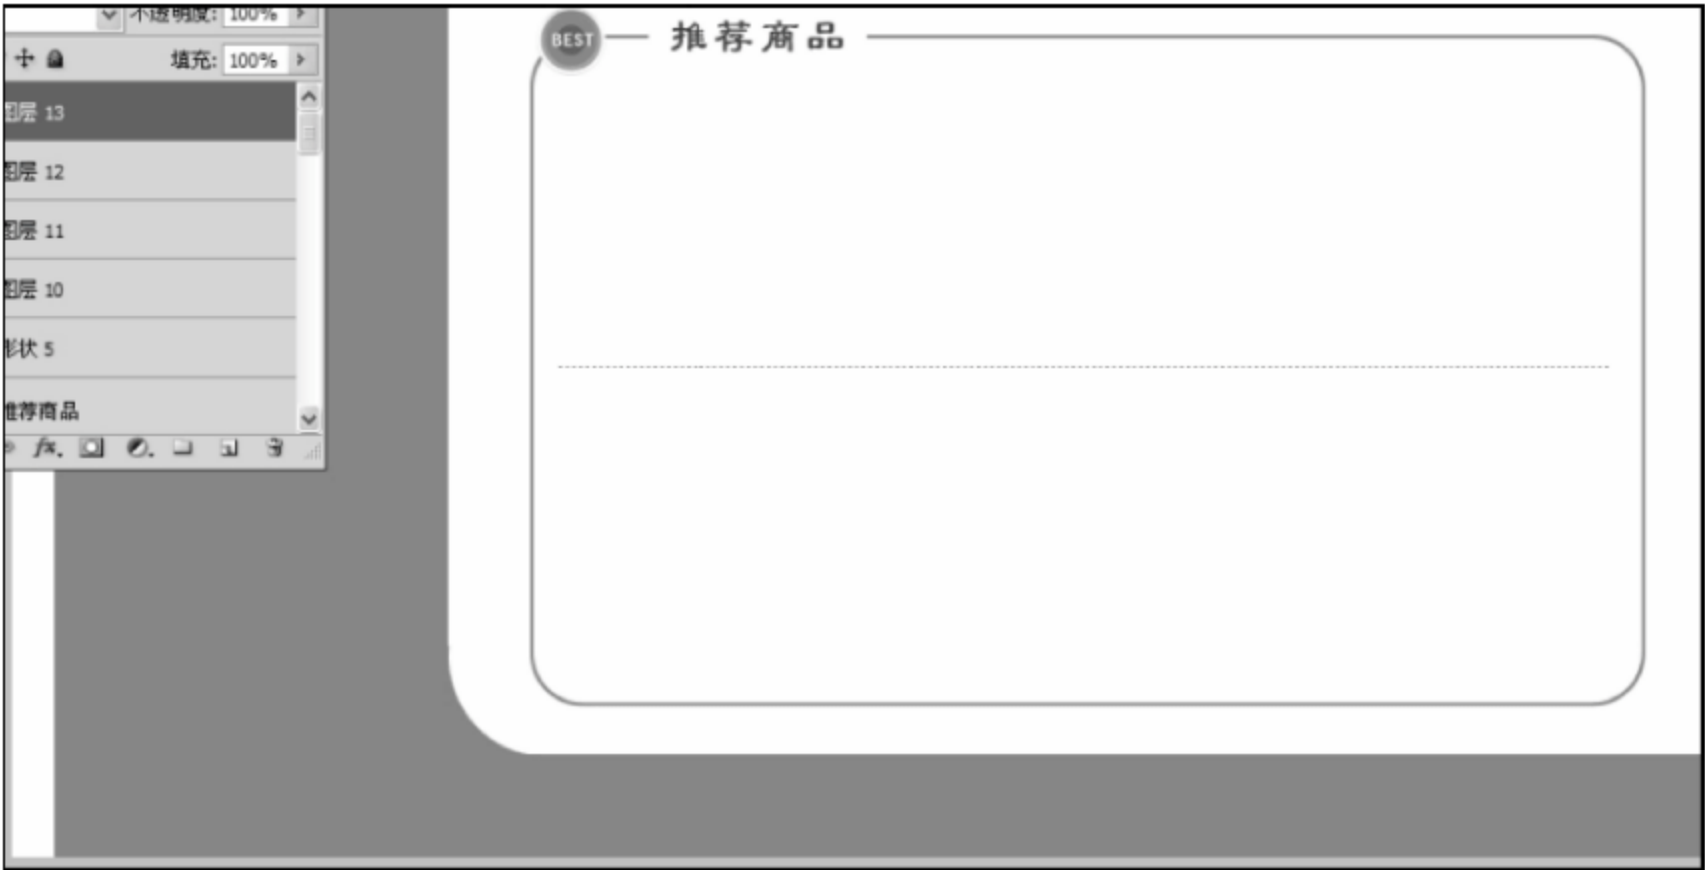 不透明度: 100%
填充: 100%
图层 13
图层 12
图层 11
图层 10
形状 5
推荐商品
fx.
BEST
推荐商品